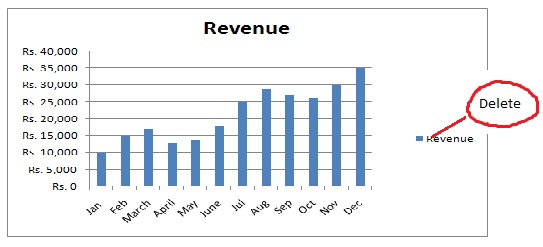 Revenue
Rs. 40,000
Rs. 35,000
Rs. 30,000
Rs. 25,000
Rs. 20,000
Rs. 15,000
Rs. 10,000
Rs. 5,000
Rs. 0
Jan
Feb
March
April
May
June
Jul
Aug
Sep
Oct
Nov
Dec
Delete
Revenue